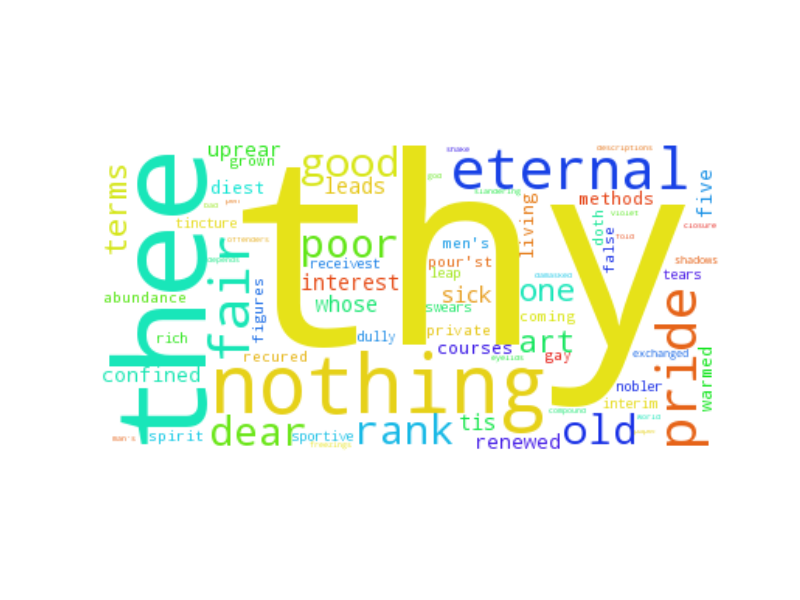 thy
thee
nothing
eternal
pride
fair
good
poor
dear
rank
old
art
one
sick
interest
terms
uprear
grown
diest
leads
tincture
offenders
men's
receivest
pour'st
leap
whose
swears
private
dully
courses
figures
abundance
rich
recured
confined
spirit
sportive
tis
renewed
methods
living
doth
false
five
descriptions
shake
slandering
violet
told
closure
shadows
tears
damasked
coming
gay
eyelids
exchanged
nobler
interim
warmed
compound
world
man's
freezings
depends